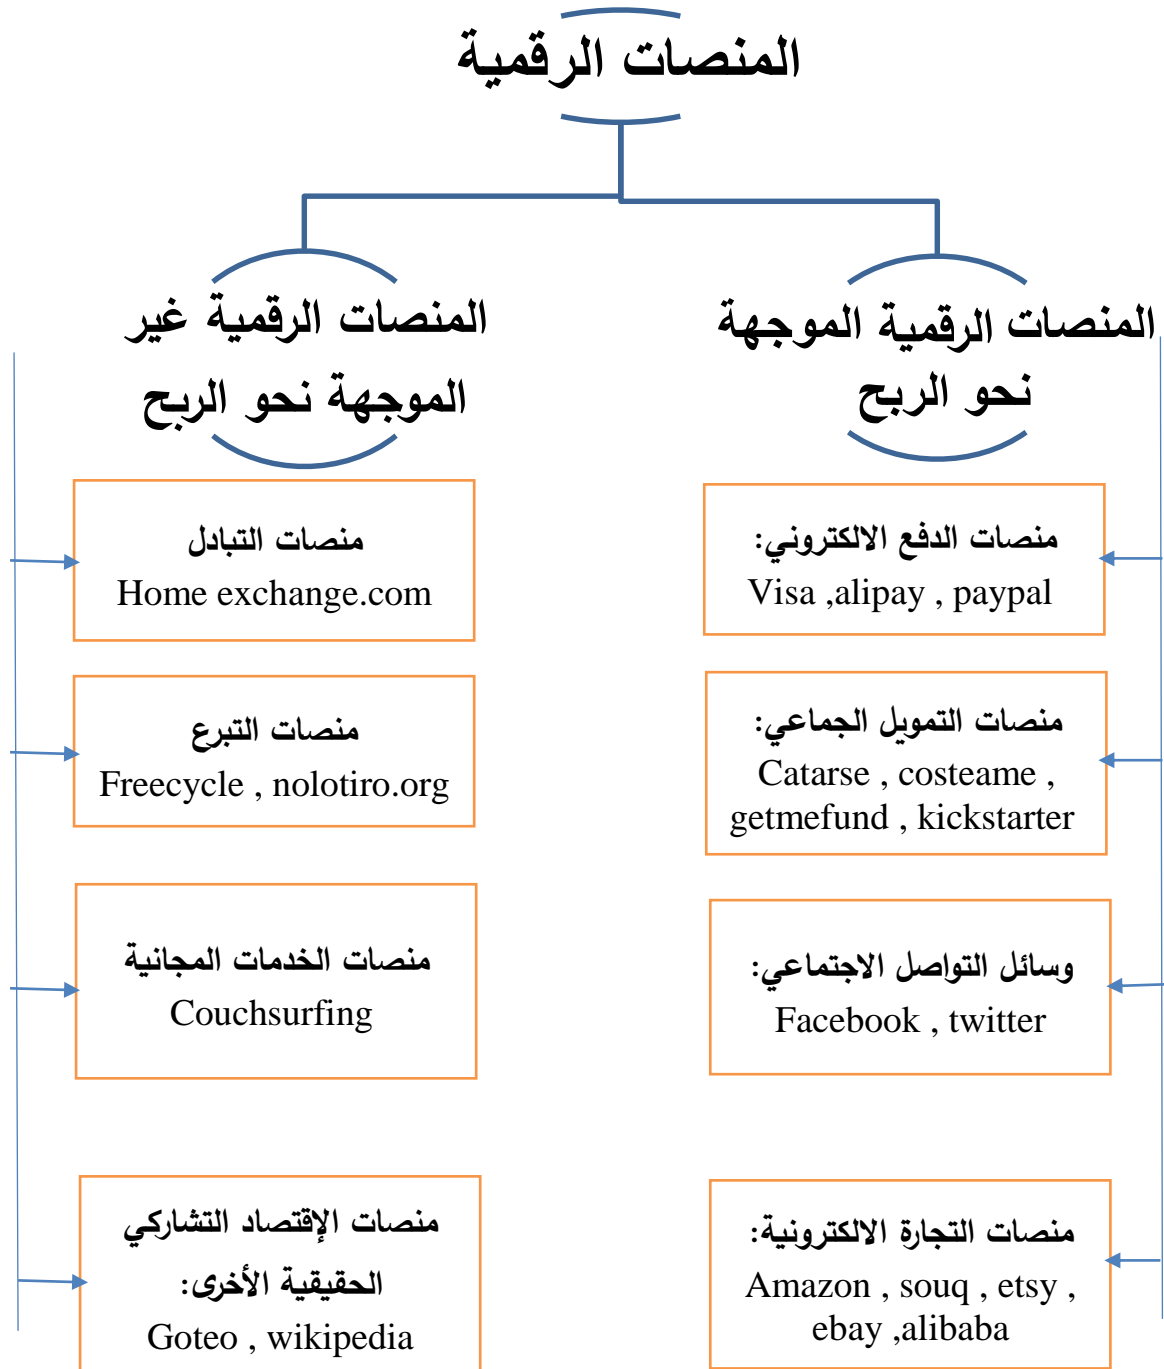 المنصات الرقمية
المنصات الرقمية الموجهة
نحو الربح
منصات الدفع الالكتروني:
Visa ,alipay , paypal
منصات التمويل الجماعي:
Catarse , costeame ,
getmefund , kickstarter
وسائل التواصل الاجتماعي:
Facebook , twitter
منصات التجارة الالكترونية:
Amazon , souq , etsy ,
ebay ,alibaba
المنصات الرقمية غير
الموجهة نحو الربح
منصات التبادل
Home exchange.com
منصات التبرع
Freecycle , nolotiro.org
منصات الخدمات المجانية
Couchsurfing
منصات الإقتصاد التشاركي
الحقيقية الأخرى:
Goteo , wikipedia